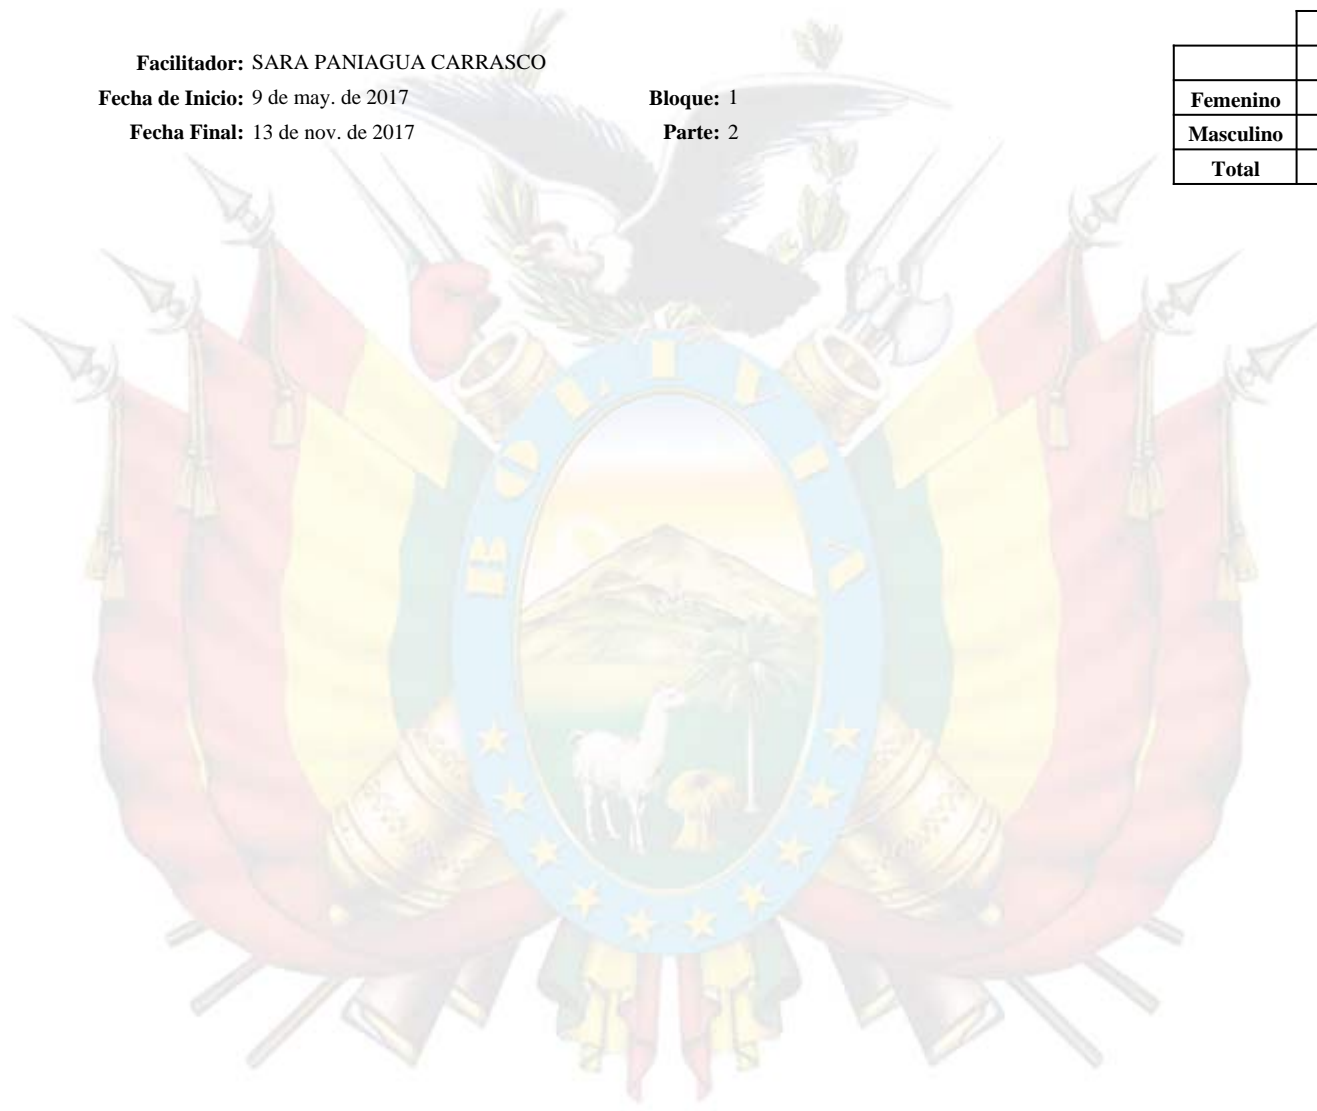 Facilitador: SARA PANIAGUA CARRASCO
Fecha de Inicio: 9 de may. de 2017 Bloque: 1
Fecha Final: 13 de nov. de 2017 Parte: 2
Femenino
Masculino
Total
BOLIVIA